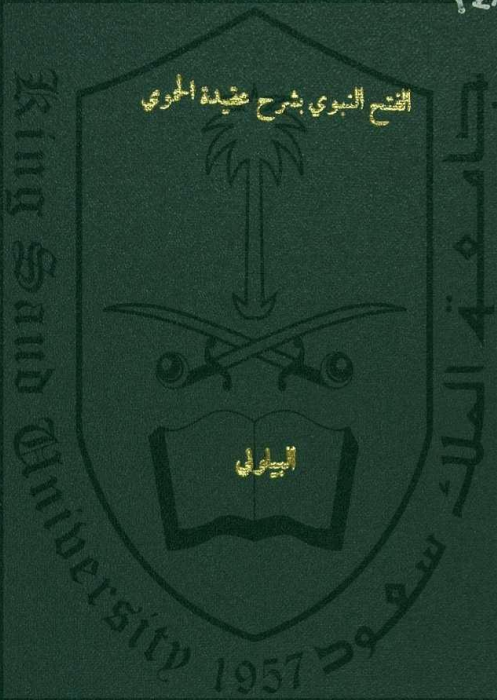 الفتح النبوي بشرح عقيدة الحموي
البيلوني
King Saud University 1957
جامعة الملك سعود